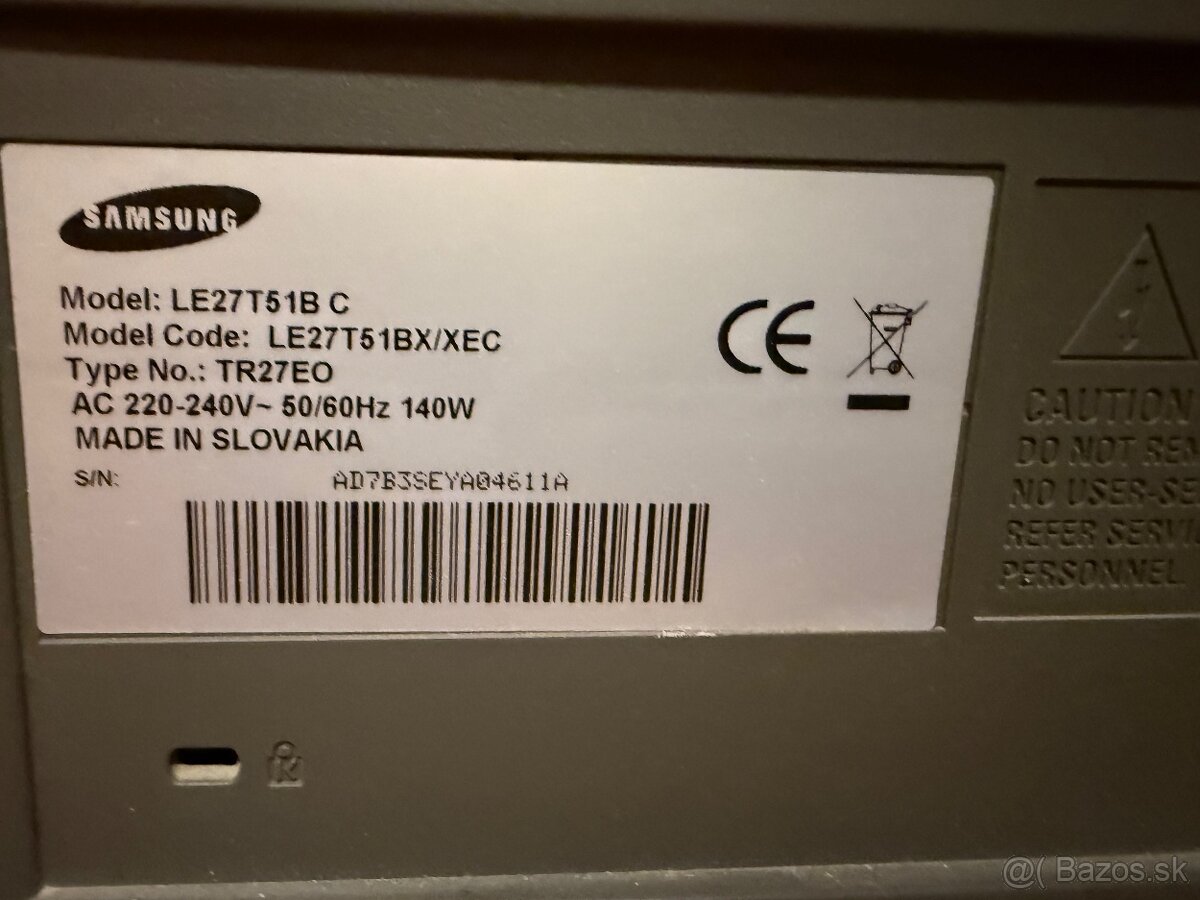 SAMSUNG
Model: LE27T51B C
Model Code: LE27T51BX/XEC
Type No.: TR27EO
AC 220-240V~ 50/60Hz 140W
MADE IN SLOVAKIA
S/N: AD7B3SEYA04611A
CE
CAUTION
DO NOT REM
NO USER-SE
REFER SERVI
PERSONNEL
@( Bazos.sk